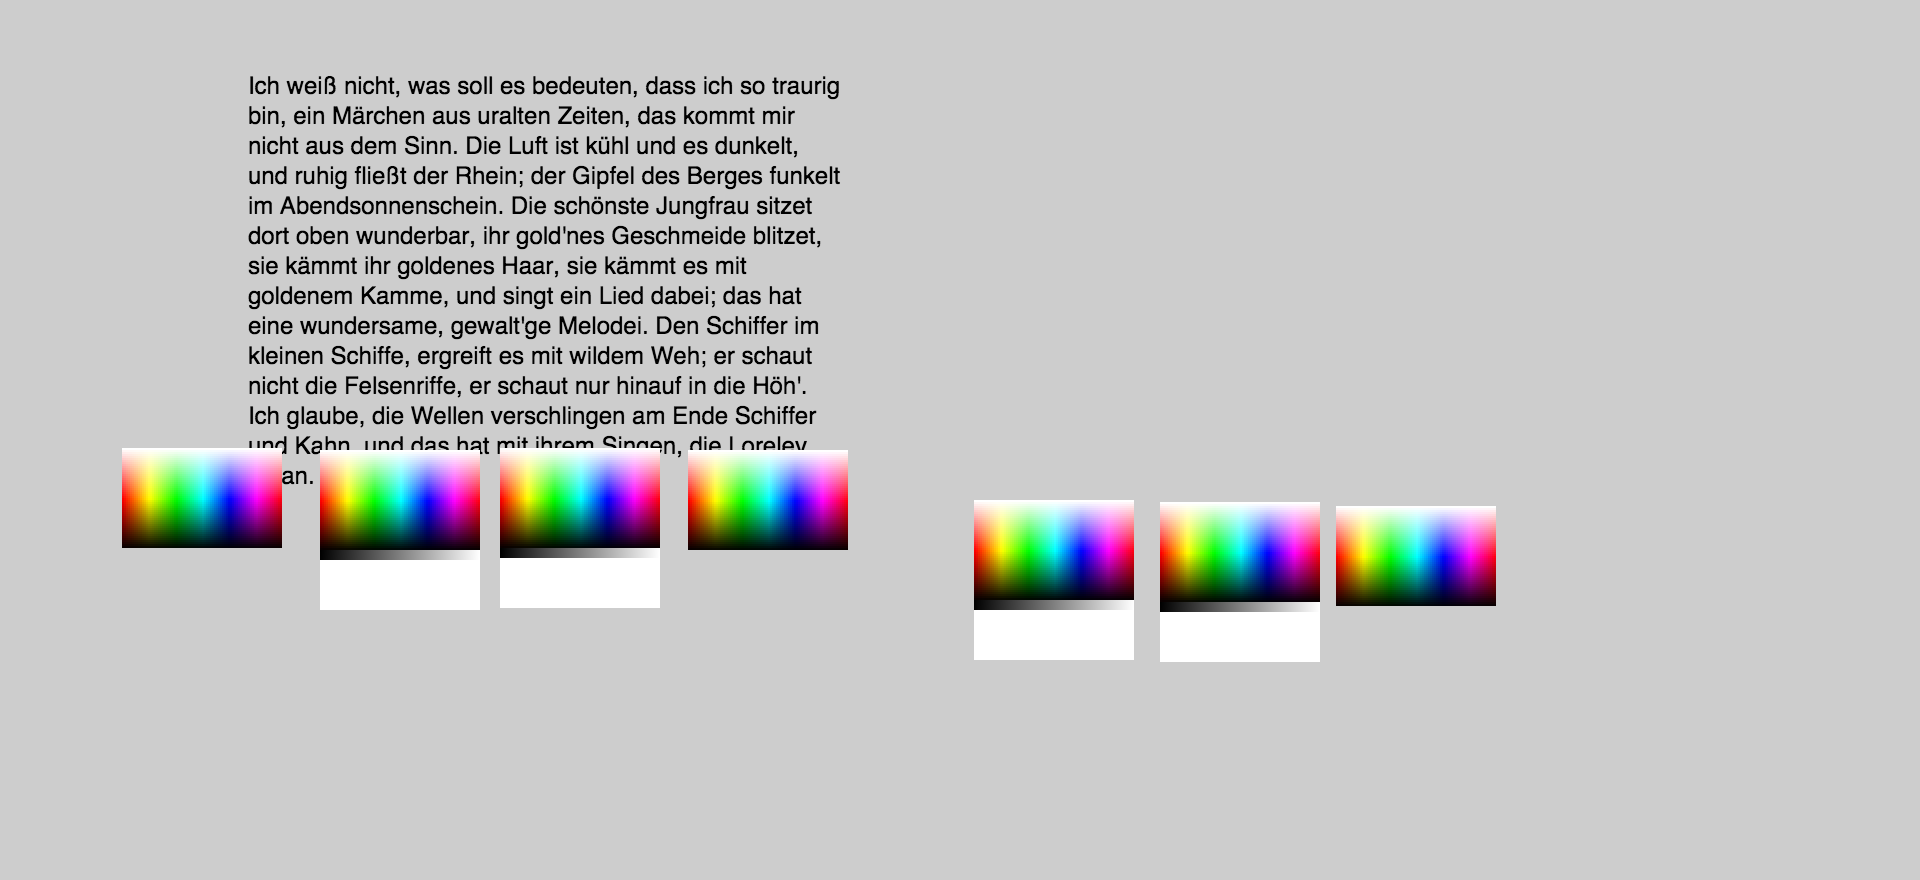 Ich weiß nicht, was soll es bedeuten, dass ich so traurig
bin, ein Märchen aus uralten Zeiten, das kommt mir
nicht aus dem Sinn. Die Luft ist kühl und es dunkelt,
und ruhig fließt der Rhein; der Gipfel des Berges funkelt
im Abendsonnenschein. Die schönste Jungfrau sitzet
dort oben wunderbar, ihr gold'nes Geschmeide blitzet,
sie kämmt ihr goldenes Haar, sie kämmt es mit
goldenem Kamme, und singt ein Lied dabei; das hat
eine wundersame, gewalt'ge Melodei. Den Schiffer im
kleinen Schiffe, ergreift es mit wildem Weh; er schaut
nicht die Felsenriffe, er schaut nur hinauf in die Höh'.
Ich glaube, die Wellen verschlingen am Ende Schiffer
und Kahn, und das hat mit ihrem Singen, die Loreley
an.